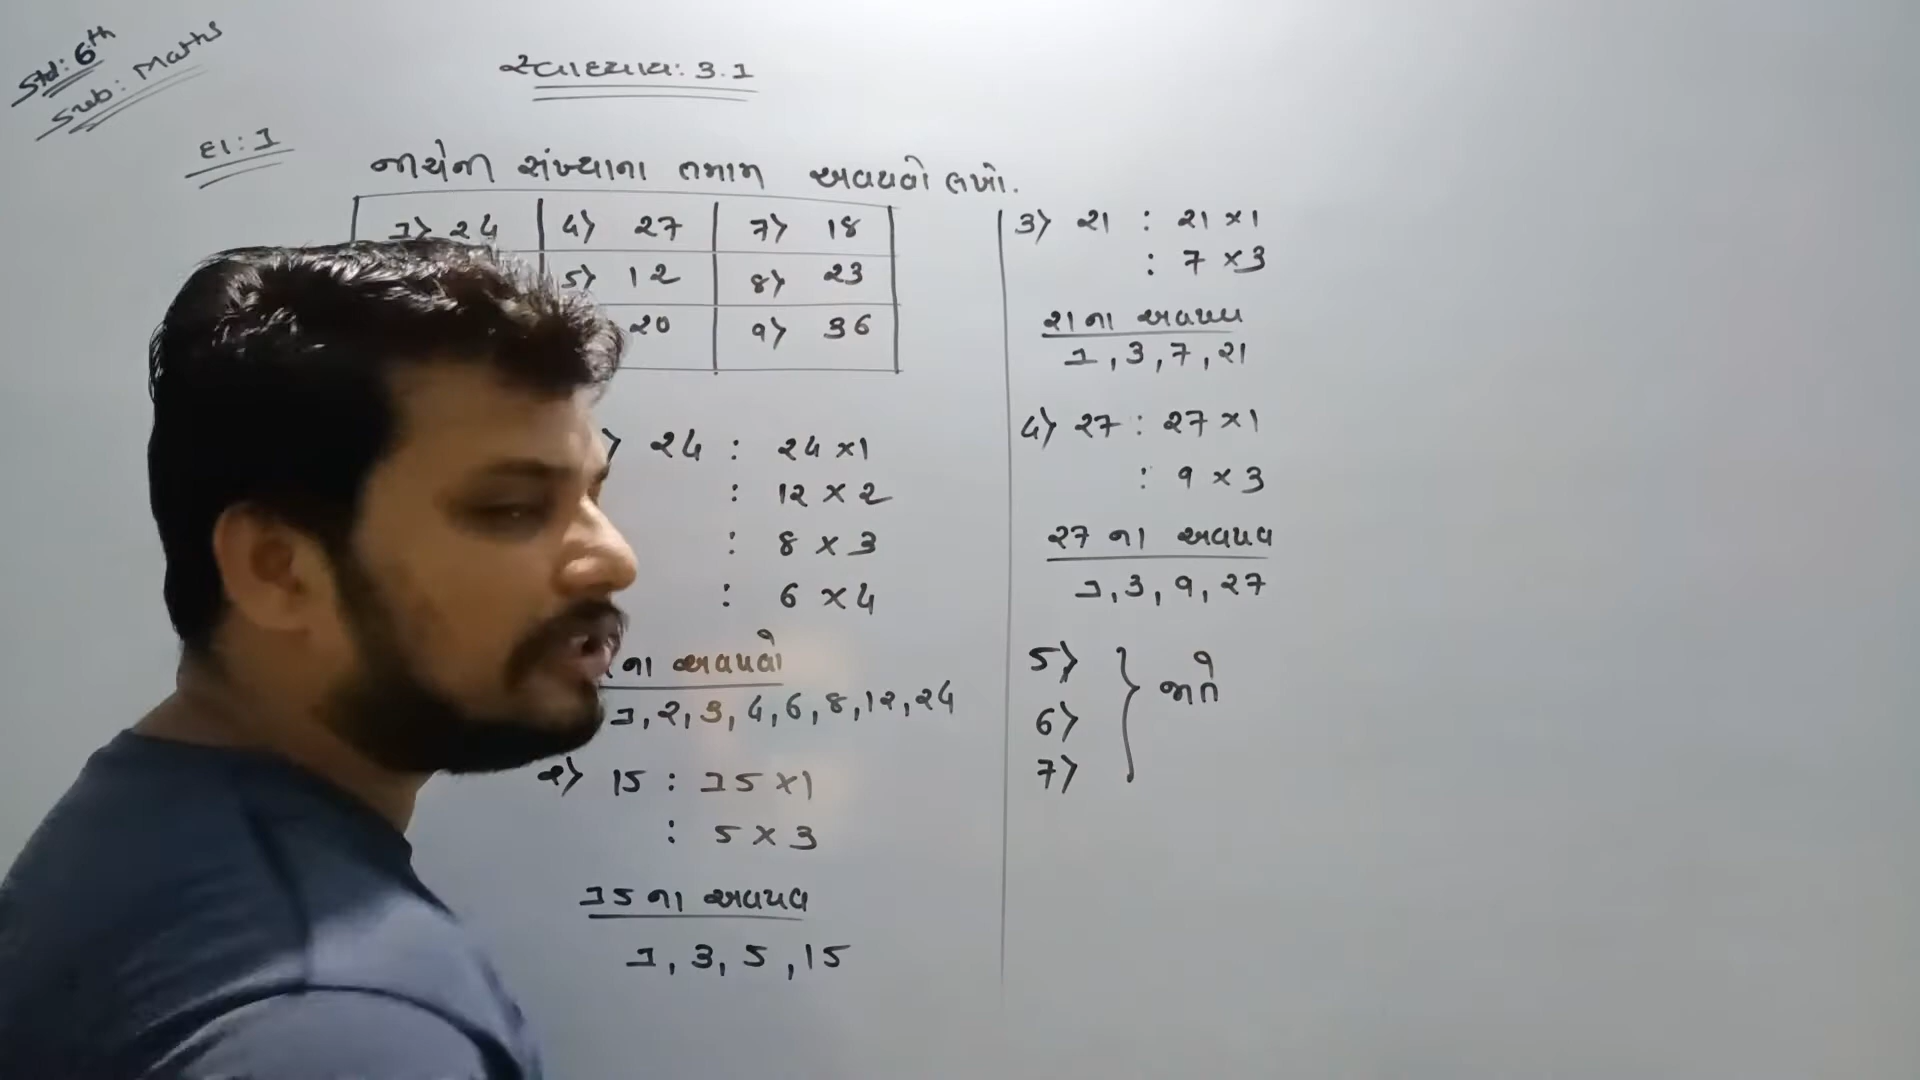 Std: 6th
Sub: Maths
સ્વાધ્યાય: 3.1
દા: 1
નીચેની સંખ્યાના તમામ અવયવો લખો.
1> 24 4> 27 7> 18
5> 12 8> 23
20 9> 36
> 24 : 24 ×1
: 12 × 2
: 8 × 3
: 6 × 4
ના અવયવો
1, 2, 3, 4, 6, 8, 12, 24
2> 15 : 15 ×1
: 5 × 3
15 ના અવયવ
1, 3, 5, 15
3> 21 : 21 ×1
: 7 ×3
21 ના અવયવ
1, 3, 7, 21
4> 27 : 27 ×1
: 9 × 3
27 ના અવયવ
1, 3, 9, 27
5>
6> } જાતે
7>